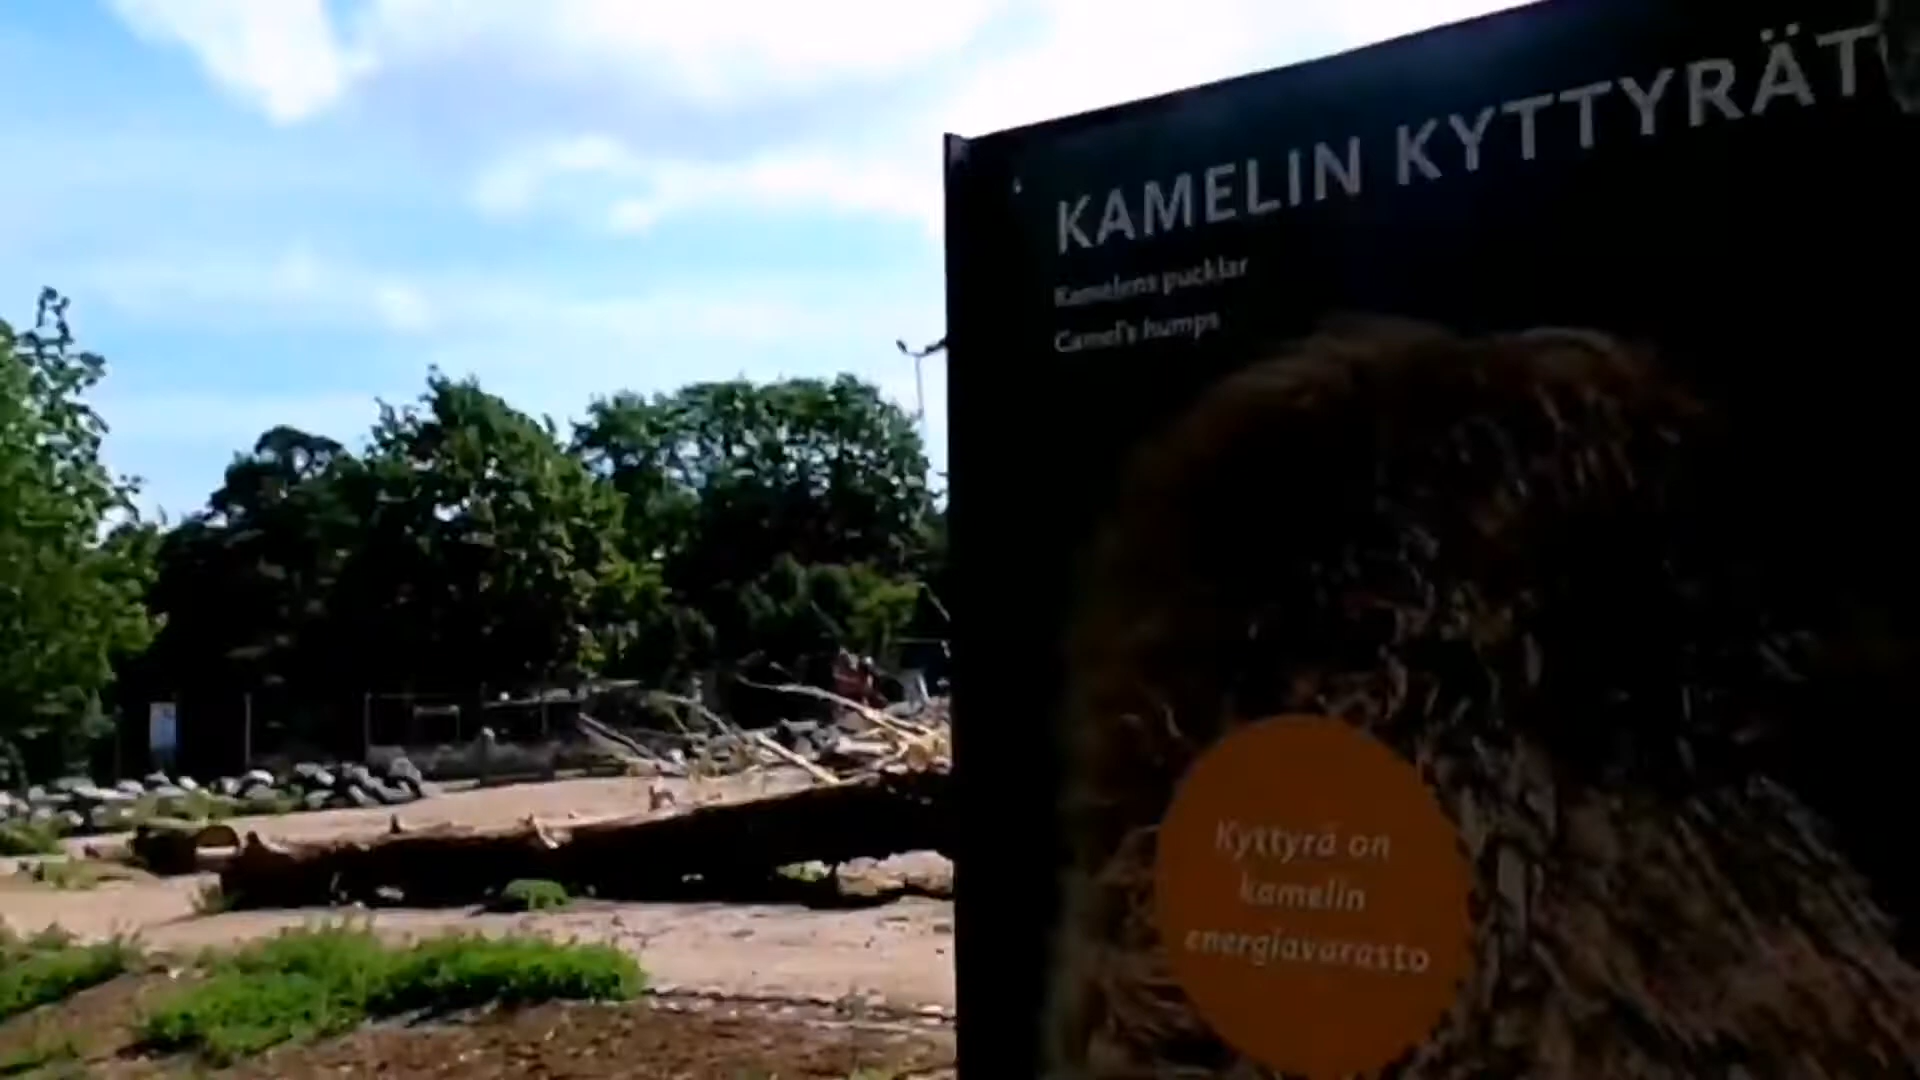 KAMELIN KYTTYRÄT
Kamelens pucklar
Camel's humps
Kyttyrä on
kamelin
energiavarasto